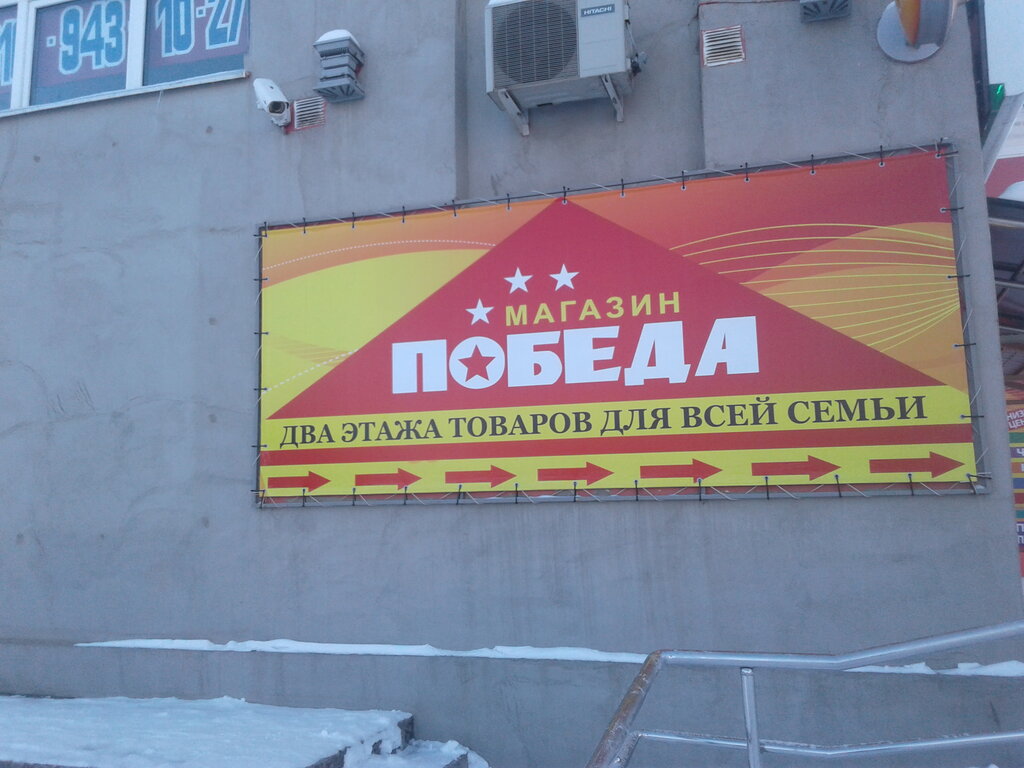 943
10-27
HITACHI
МАГАЗИН
ПОБЕДА
ДВА ЭТАЖА ТОВАРОВ ДЛЯ ВСЕЙ СЕМЬИ